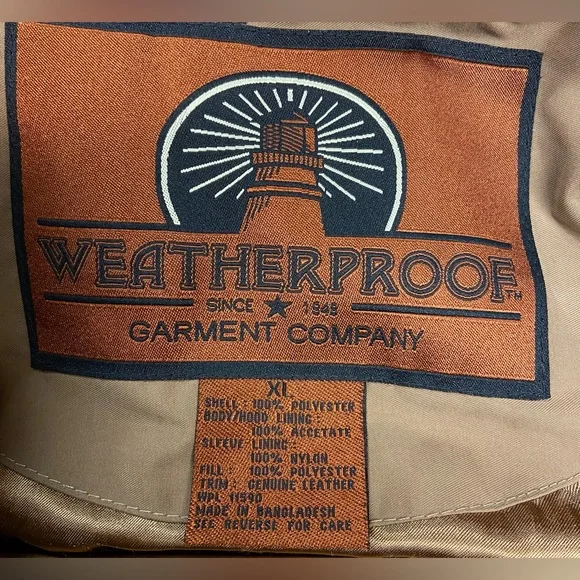 WEATHERPROOF™
SINCE ★ 1948
GARMENT COMPANY
XL
SHELL: 100% POLYESTER
BODY/HOOD LINING:
100% ACETATE
SLEEVE LINING:
100% NYLON
FILL: 100% POLYESTER
TRIM: GENUINE LEATHER
WPL 11590
MADE IN BANGLADESH
SEE REVERSE FOR CARE